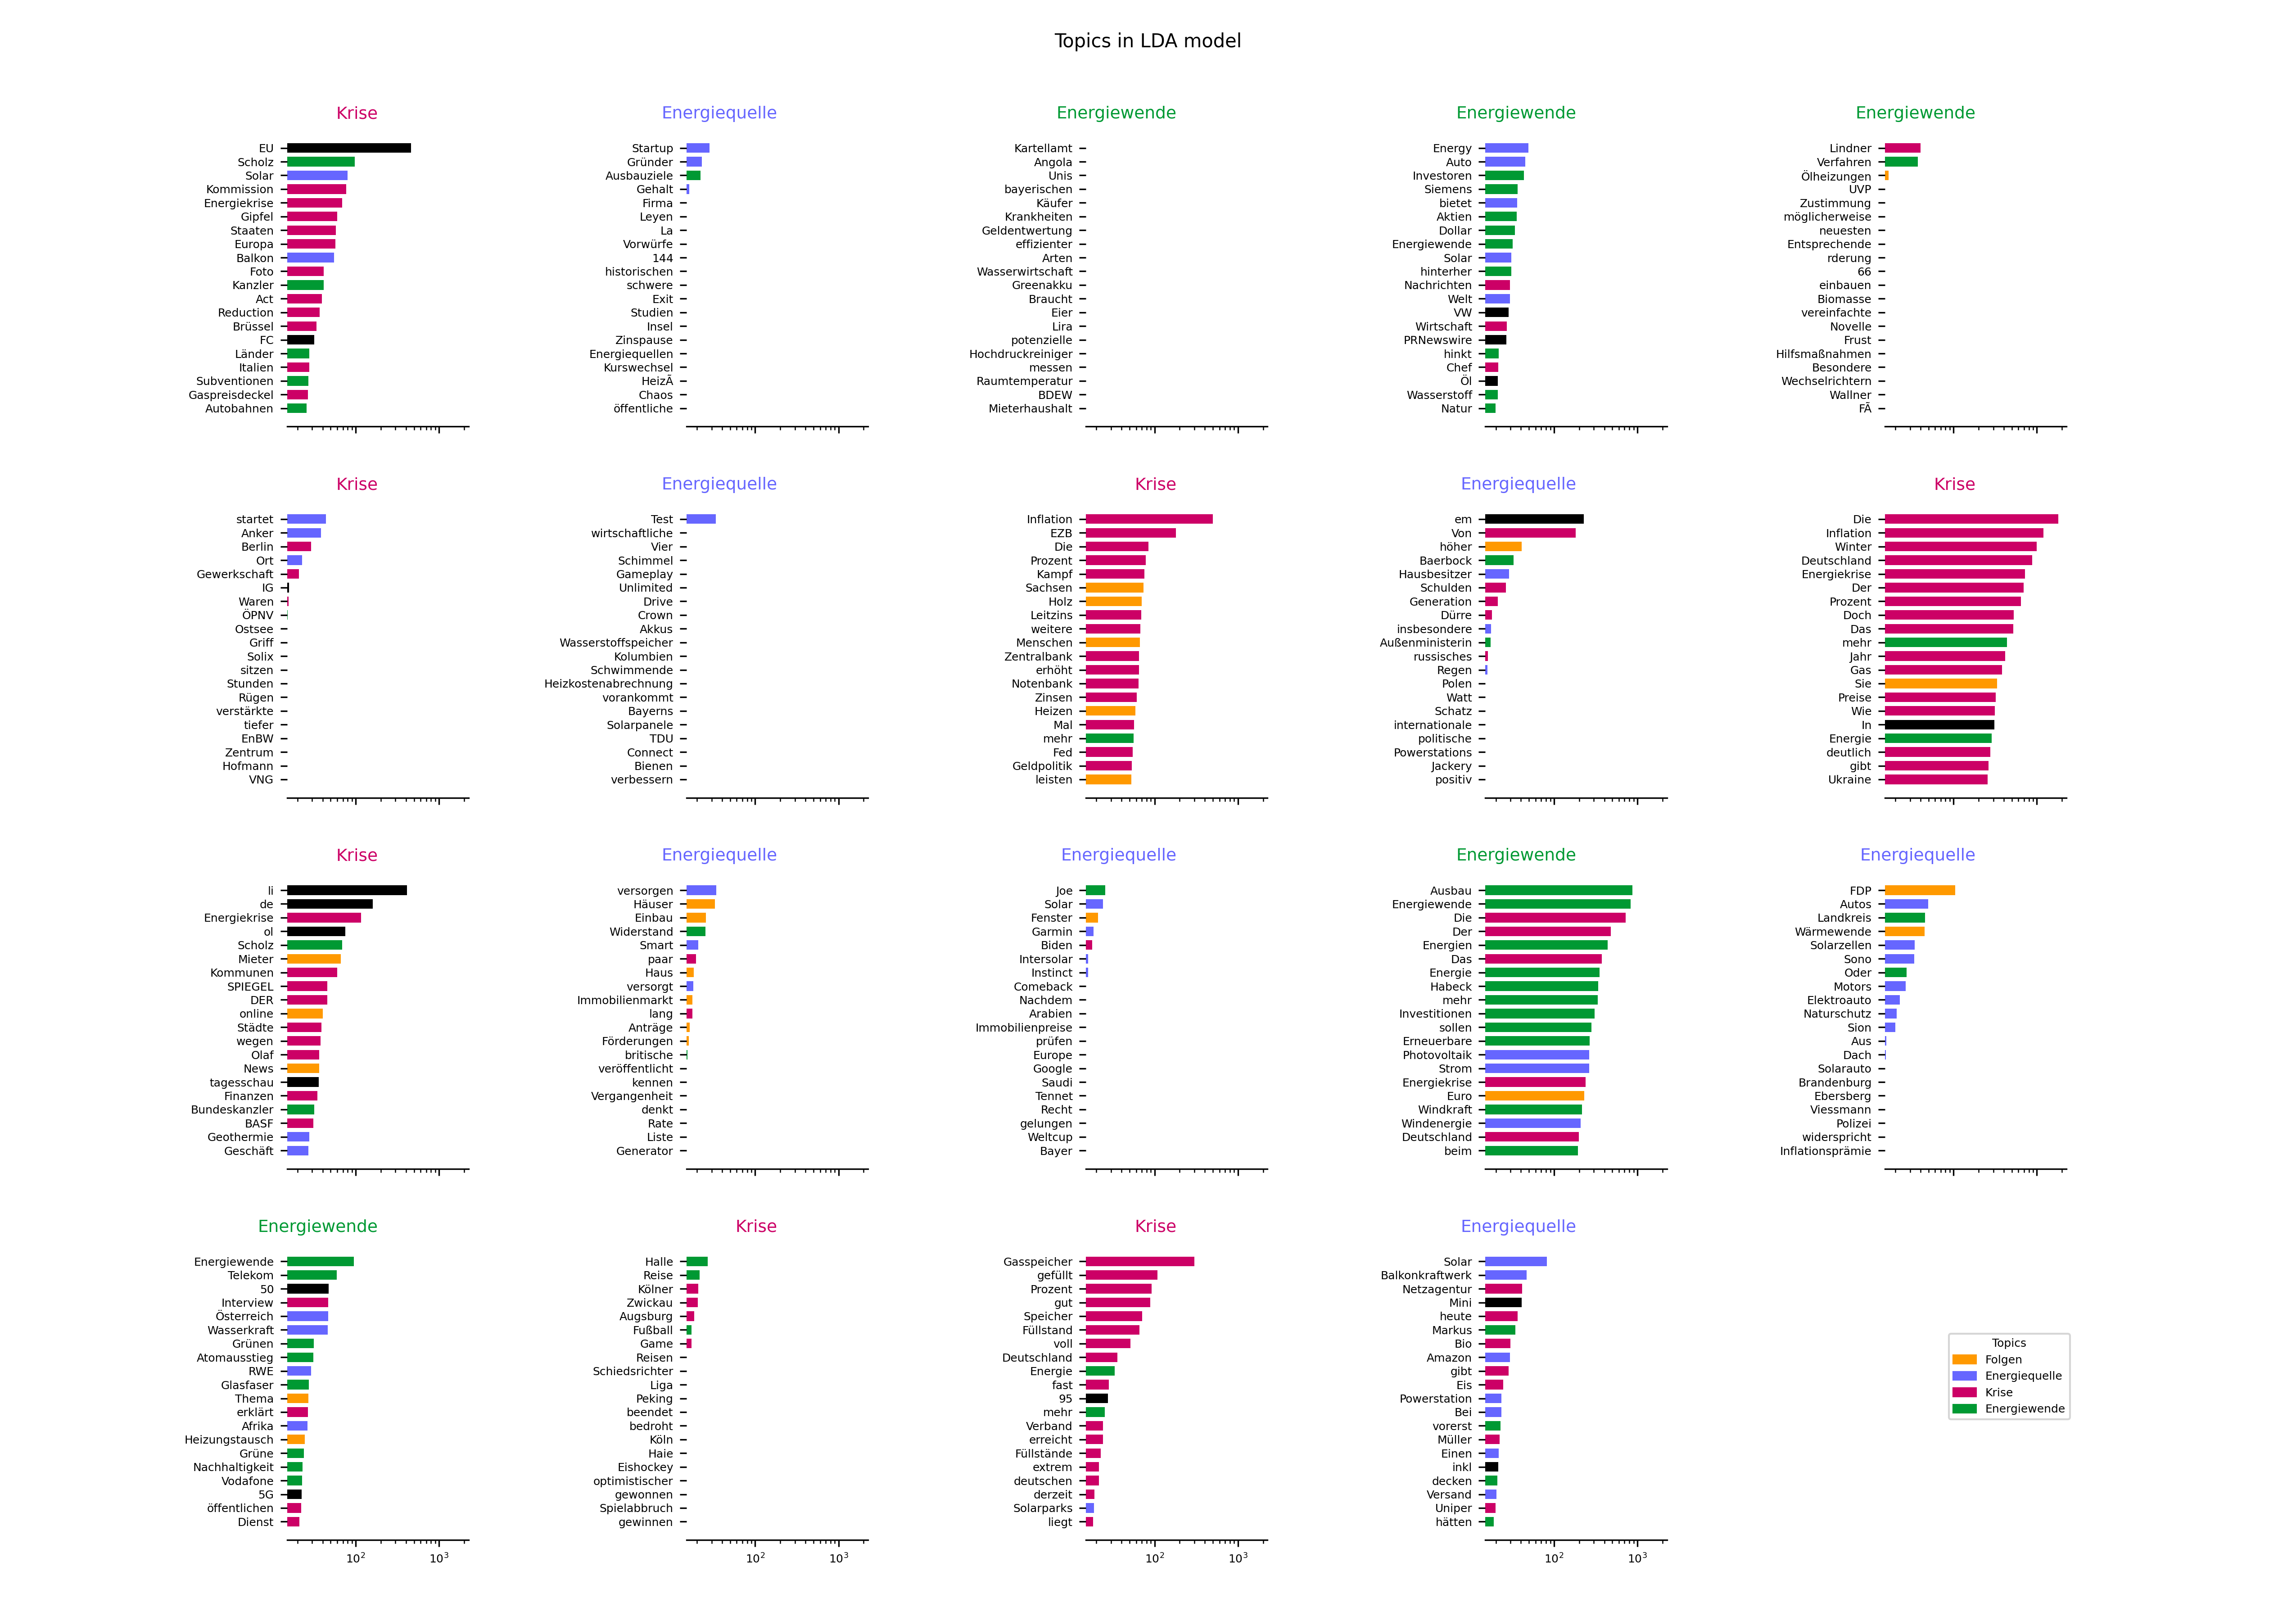 Topics in LDA model
Krise
EU
Scholz
Solar
Kommission
Energiekrise
Gipfel
Staaten
Europa
Balkon
Foto
Kanzler
Act
Reduction
Brüssel
FC
Länder
Italien
Subventionen
Gaspreisdeckel
Autobahnen
Energiequelle
Startup
Gründer
Ausbauziele
Gehalt
Firma
Leyen
La
Vorwürfe
144
historischen
schwere
Exit
Studien
Insel
Zinspause
Energiequellen
Kurswechsel
HeizÃ
Chaos
öffentliche
Energiewende
Kartellamt
Angola
Unis
bayerischen
Käufer
Krankheiten
Geldentwertung
effizienter
Arten
Wasserwirtschaft
Greenakku
Braucht
Eier
Lira
potenzielle
Hochdruckreiniger
messen
Raumtemperatur
BDEW
Mieterhaushalt
Energiewende
Energy
Auto
Investoren
Siemens
bietet
Aktien
Dollar
Energiewende
Solar
hinterher
Nachrichten
Welt
VW
Wirtschaft
PRNewswire
hinkt
Chef
Öl
Wasserstoff
Natur
Energiewende
Lindner
Verfahren
Ölheizungen
UVP
Zustimmung
möglicherweise
neuesten
Entsprechende
rderung
66
einbauen
Biomasse
vereinfachte
Novelle
Frust
Hilfsmaßnahmen
Besondere
Wechselrichtern
Wallner
FÃ
Krise
startet
Anker
Berlin
Ort
Gewerkschaft
IG
Waren
ÖPNV
Ostsee
Griff
Solix
sitzen
Stunden
Rügen
verstärkte
tiefer
EnBW
Zentrum
Hofmann
VNG
Energiequelle
Test
wirtschaftliche
Vier
Schimmel
Gameplay
Unlimited
Drive
Crown
Akkus
Wasserstoffspeicher
Kolumbien
Schwimmende
Heizkostenabrechnung
vorankommt
Bayerns
Solarpanele
TDU
Connect
Bienen
verbessern
Krise
Inflation
EZB
Die
Prozent
Kampf
Sachsen
Holz
Leitzins
weitere
Menschen
Zentralbank
erhöht
Notenbank
Zinsen
Heizen
Mal
mehr
Fed
Geldpolitik
leisten
Energiequelle
em
Von
höher
Baerbock
Hausbesitzer
Schulden
Generation
Dürre
insbesondere
Außenministerin
russisches
Regen
Polen
Watt
Schatz
internationale
politische
Powerstations
Jackery
positiv
Krise
Die
Inflation
Winter
Deutschland
Energiekrise
Der
Prozent
Doch
Das
mehr
Jahr
Gas
Sie
Preise
Wie
In
Energie
deutlich
gibt
Ukraine
Krise
li
de
Energiekrise
ol
Scholz
Mieter
Kommunen
SPIEGEL
DER
online
Städte
wegen
Olaf
News
tagesschau
Finanzen
Bundeskanzler
BASF
Geothermie
Geschäft
Energiequelle
versorgen
Häuser
Einbau
Widerstand
Smart
paar
Haus
versorgt
Immobilienmarkt
lang
Anträge
Förderungen
britische
veröffentlicht
kennen
Vergangenheit
denkt
Rate
Liste
Generator
Energiequelle
Joe
Solar
Fenster
Garmin
Biden
Intersolar
Instinct
Comeback
Nachdem
Arabien
Immobilienpreise
prüfen
Europe
Google
Saudi
Tennet
Recht
gelungen
Weltcup
Bayer
Energiewende
Ausbau
Energiewende
Die
Der
Energien
Das
Energie
Habeck
mehr
Investitionen
sollen
Erneuerbare
Photovoltaik
Strom
Energiekrise
Euro
Windkraft
Windenergie
Deutschland
beim
Energiequelle
FDP
Autos
Landkreis
Wärmewende
Solarzellen
Sono
Oder
Motors
Elektroauto
Naturschutz
Sion
Aus
Dach
Solarauto
Brandenburg
Ebersberg
Viessmann
Polizei
widerspricht
Inflationsprämie
Energiewende
Energiewende
Telekom
50
Interview
Österreich
Wasserkraft
Grünen
Atomausstieg
RWE
Glasfaser
Thema
erklärt
Afrika
Heizungstausch
Grüne
Nachhaltigkeit
Vodafone
5G
öffentlichen
Dienst
10² 10³
Krise
Halle
Reise
Kölner
Zwickau
Augsburg
Fußball
Game
Reisen
Schiedsrichter
Liga
Peking
beendet
bedroht
Köln
Haie
Eishockey
optimistischer
gewonnen
Spielabbruch
gewinnen
10² 10³
Krise
Gasspeicher
gefüllt
Prozent
gut
Speicher
Füllstand
voll
Deutschland
Energie
fast
95
mehr
Verband
erreicht
Füllstände
extrem
deutschen
derzeit
Solarparks
liegt
10² 10³
Energiequelle
Solar
Balkonkraftwerk
Netzagentur
Mini
heute
Markus
Bio
Amazon
gibt
Eis
Powerstation
Bei
vorerst
Müller
Einen
inkl
decken
Versand
Uniper
hätten
10² 10³
Topics
Folgen
Energiequelle
Krise
Energiewende